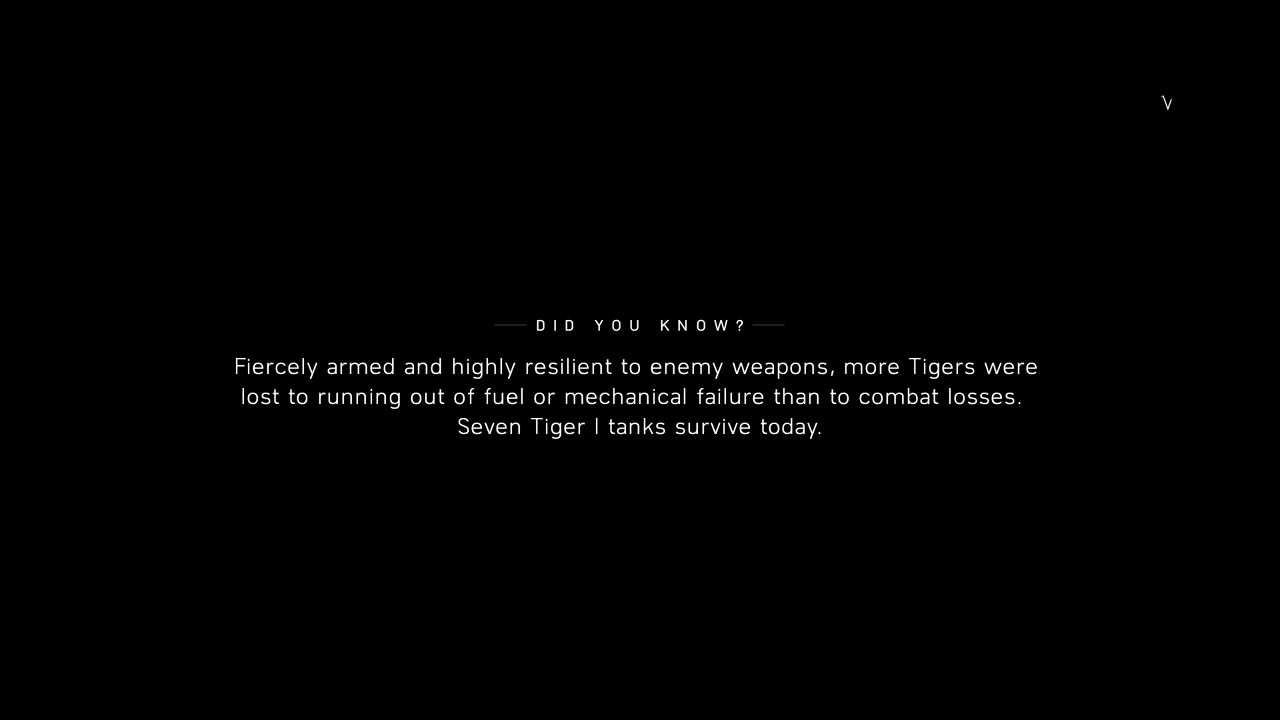 V
DID YOU KNOW?
Fiercely armed and highly resilient to enemy weapons, more Tigers were
lost to running out of fuel or mechanical failure than to combat losses.
Seven Tiger I tanks survive today.